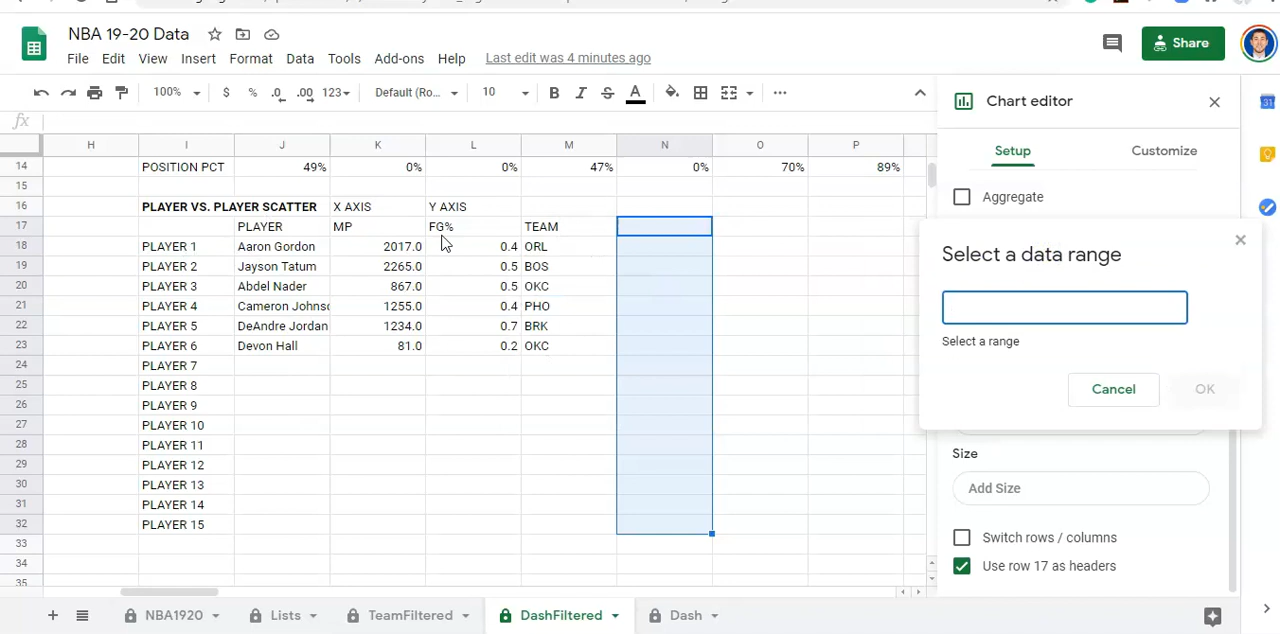 NBA 19-20 Data
File Edit View Insert Format Data Tools Add-ons Help Last edit was 4 minutes ago
Share
100% $ % .0 .00 123 Default (Ro... 10 B I S A
fx
H I J K L M N O P
14 POSITION PCT 49% 0% 0% 47% 0% 70% 89%
15
16 PLAYER VS. PLAYER SCATTER X AXIS Y AXIS
17 PLAYER MP FG% TEAM
18 PLAYER 1 Aaron Gordon 2017.0 0.4 ORL
19 PLAYER 2 Jayson Tatum 2265.0 0.5 BOS
20 PLAYER 3 Abdel Nader 867.0 0.5 OKC
21 PLAYER 4 Cameron Johnso 1255.0 0.4 PHO
22 PLAYER 5 DeAndre Jordan 1234.0 0.7 BRK
23 PLAYER 6 Devon Hall 81.0 0.2 OKC
24 PLAYER 7
25 PLAYER 8
26 PLAYER 9
27 PLAYER 10
28 PLAYER 11
29 PLAYER 12
30 PLAYER 13
31 PLAYER 14
32 PLAYER 15
33
34
35
Chart editor
Setup Customize
Aggregate
Select a data range
Select a range
Cancel OK
Size
Add Size
Switch rows / columns
Use row 17 as headers
31
NBA1920 Lists TeamFiltered DashFiltered Dash